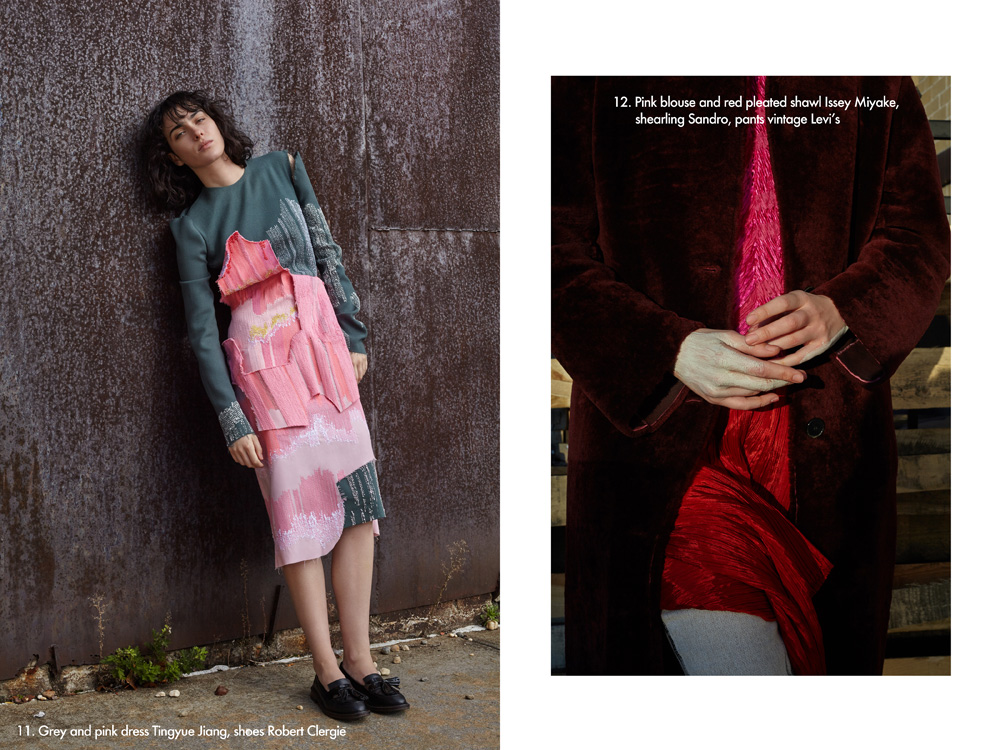 11. Grey and pink dress Tingyue Jiang, shoes Robert Clergie
12. Pink blouse and red pleated shawl Issey Miyake,
shearling Sandro, pants vintage Levi's